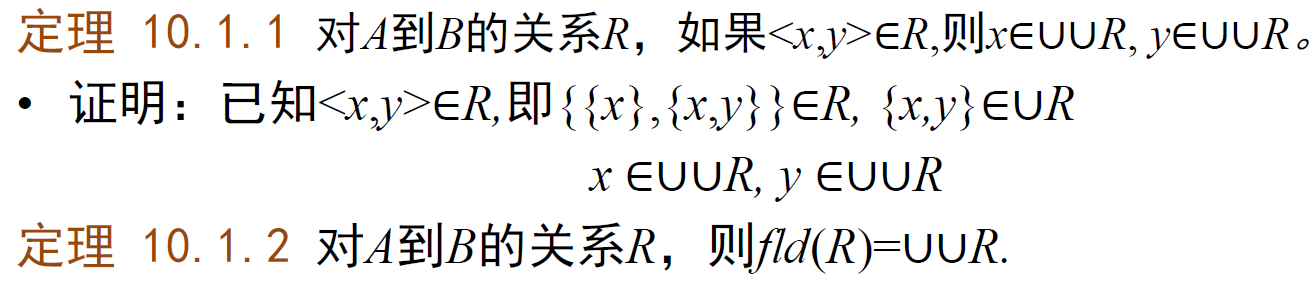 定理 10.1.1 对A到B的关系R，如果<x,y>∈R,则x∈∪∪R, y∈∪∪R。
• 证明：已知<x,y>∈R,即{{x},{x,y}}∈R, {x,y}∈∪R
x ∈∪∪R, y ∈∪∪R
定理 10.1.2 对A到B的关系R，则fld(R)=∪∪R.